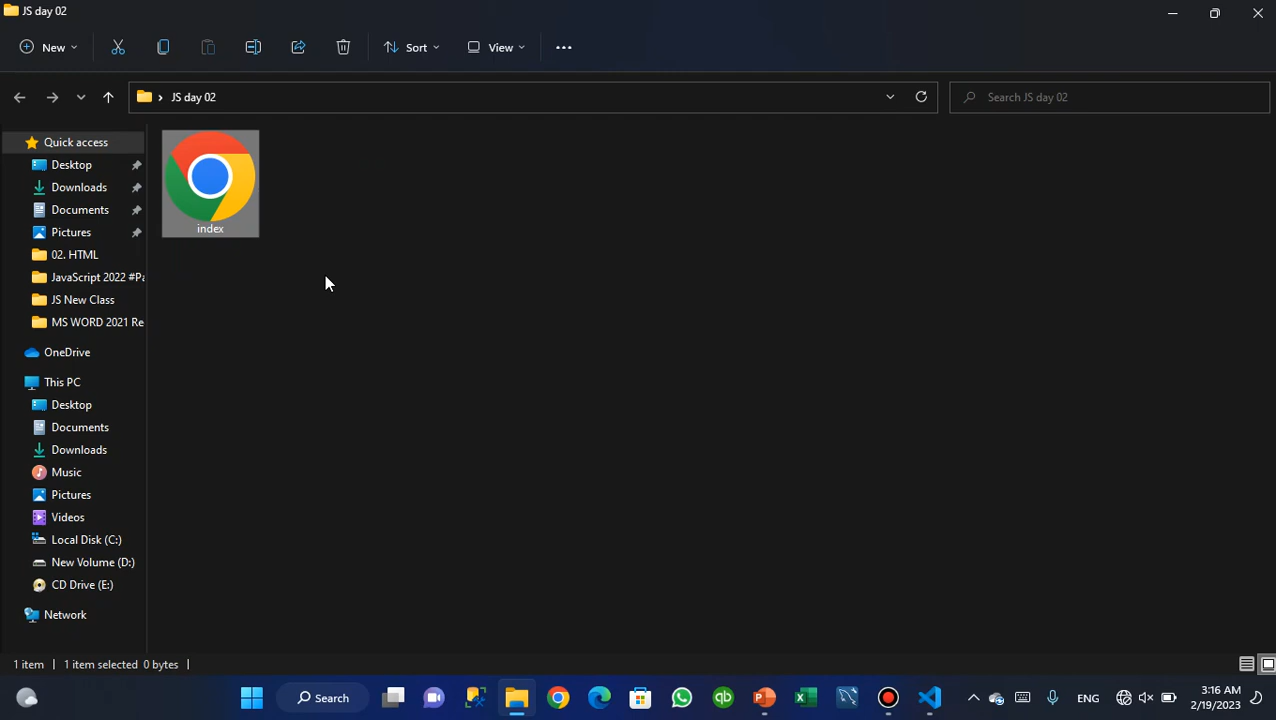 JS day 02
New
Sort
View
JS day 02
Search JS day 02
Quick access
Desktop
Downloads
Documents
Pictures
02. HTML
JavaScript 2022 #Pa
JS New Class
MS WORD 2021 Re
OneDrive
This PC
Desktop
Documents
Downloads
Music
Pictures
Videos
Local Disk (C:)
New Volume (D:)
CD Drive (E:)
Network
index
1 item
1 item selected 0 bytes
Search
qb
P
X
ENG
3:16 AM
2/19/2023